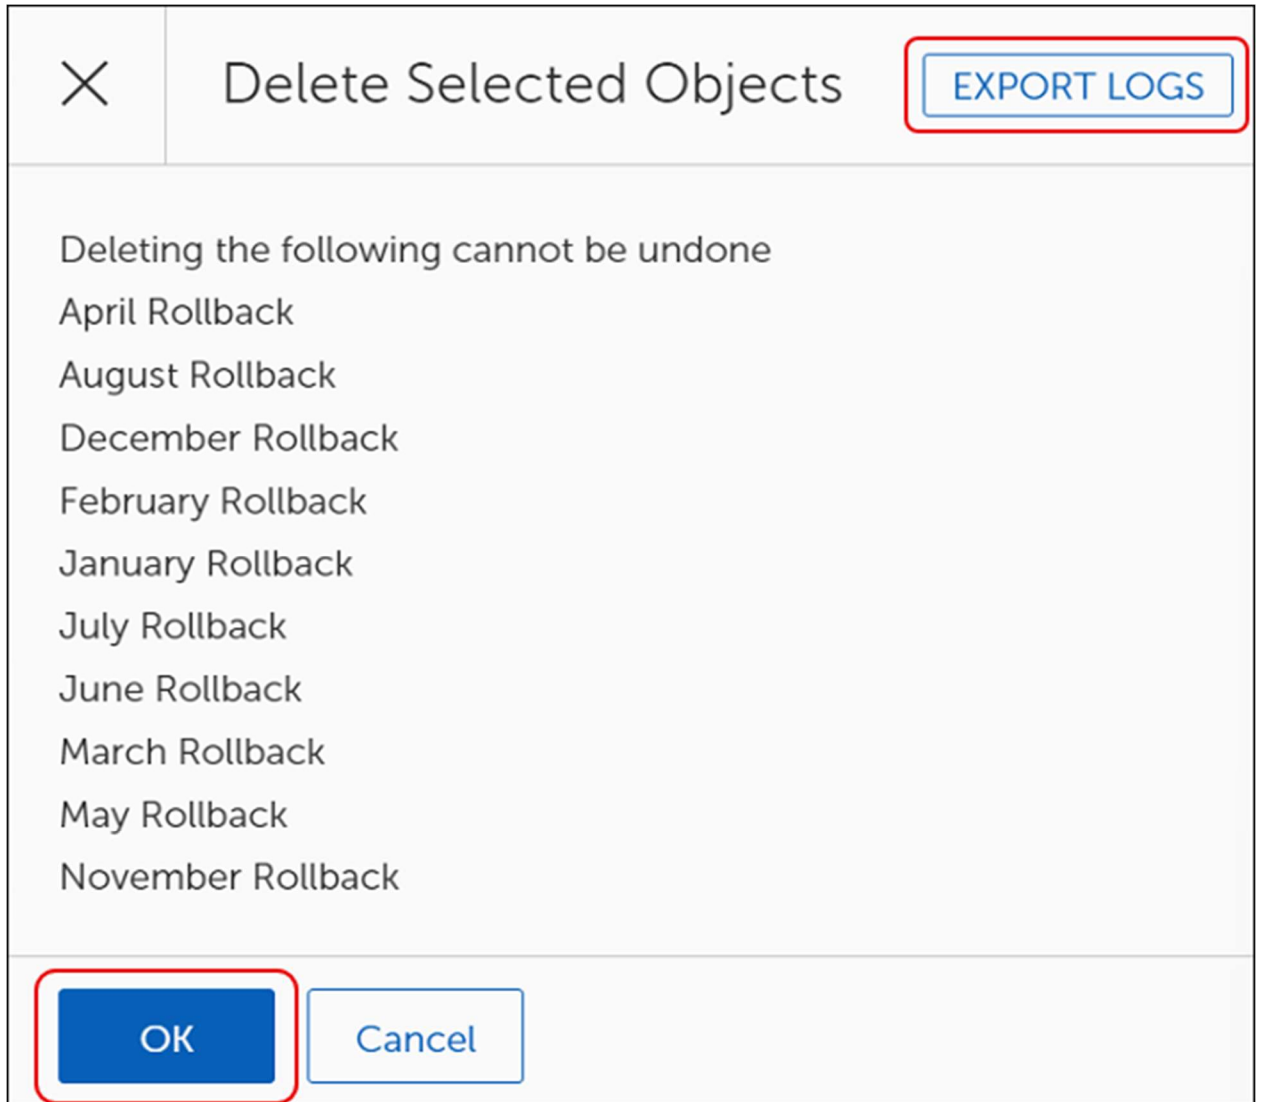 Delete Selected Objects
EXPORT LOGS
Deleting the following cannot be undone
April Rollback
August Rollback
December Rollback
February Rollback
January Rollback
July Rollback
June Rollback
March Rollback
May Rollback
November Rollback
OK
Cancel